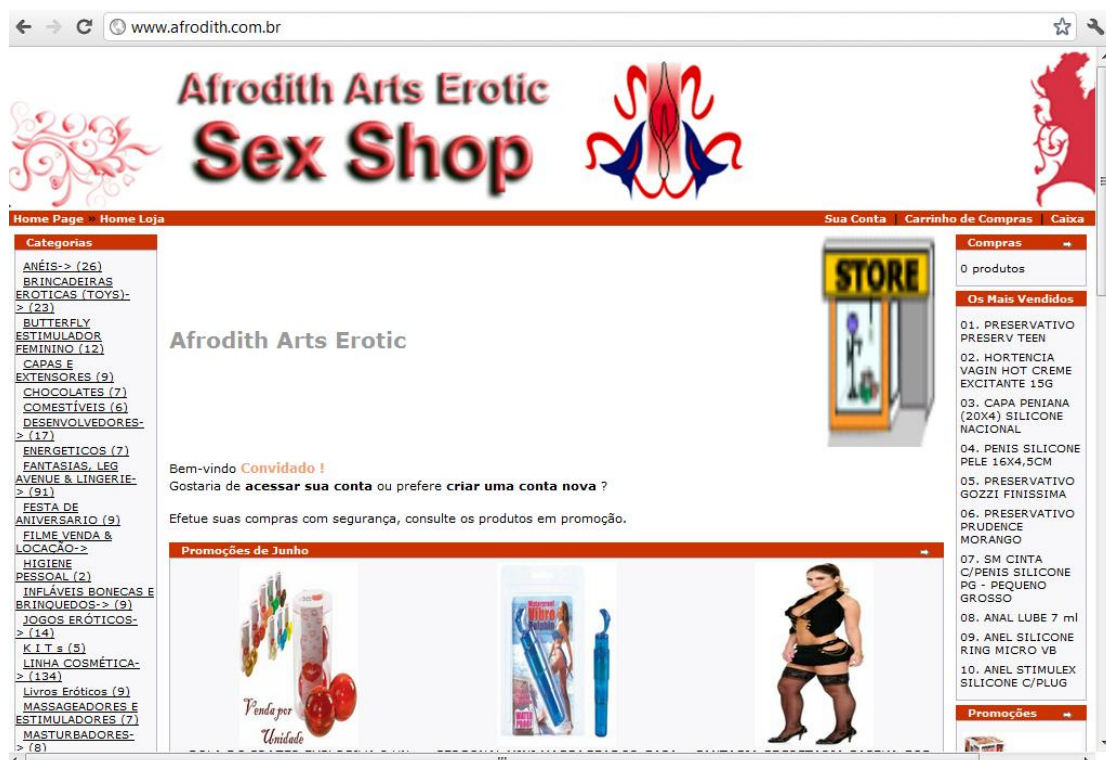 www.afrodith.com.br
Afrodith Arts Erotic
Sex Shop
Home Page » Home Loja
Sua Conta | Carrinho de Compras | Caixa
Categorias
ANÉIS-> (26)
BRINCADEIRAS
EROTICAS (TOYS)-
> (23)
BUTTERFLY
ESTIMULADOR
FEMININO (12)
CAPAS E
EXTENSORES (9)
CHOCOLATES (7)
COMESTÍVEIS (6)
DESENVOLVEDORES-
> (17)
ENERGETICOS (7)
FANTASIAS, LEG
AVENUE & LINGERIE-
> (91)
FESTA DE
ANIVERSARIO (9)
FILME VENDA &
LOCACÃO->
HIGIENE
PESSOAL (2)
INFLÁVEIS BONECAS E
BRINQUEDOS-> (9)
JOGOS ERÓTICOS-
> (14)
K I T s (5)
LINHA COSMÉTICA-
> (134)
Livros Eróticos (9)
MASSAGEADORES E
ESTIMULADORES (7)
MASTURBADORES-
> (8)
STORE
Afrodith Arts Erotic
Bem-vindo Convidado !
Gostaria de acessar sua conta ou prefere criar uma conta nova ?
Efetue suas compras com segurança, consulte os produtos em promoção.
Promoções de Junho
Venda por
Unidade
Waterproof
Vibro
Dolphin
WATER
PROOF
Compras
0 produtos
Os Mais Vendidos
01. PRESERVATIVO
PRESERV TEEN
02. HORTENCIA
VAGIN HOT CREME
EXCITANTE 15G
03. CAPA PENIANA
(20X4) SILICONE
NACIONAL
04. PENIS SILICONE
PELE 16X4,5CM
05. PRESERVATIVO
GOZZI FINISSIMA
06. PRESERVATIVO
PRUDENCE
MORANGO
07. SM CINTA
C/PENIS SILICONE
PG - PEQUENO
GROSSO
08. ANAL LUBE 7 ml
09. ANEL SILICONE
RING MICRO VB
10. ANEL STIMULEX
SILICONE C/PLUG
Promoções